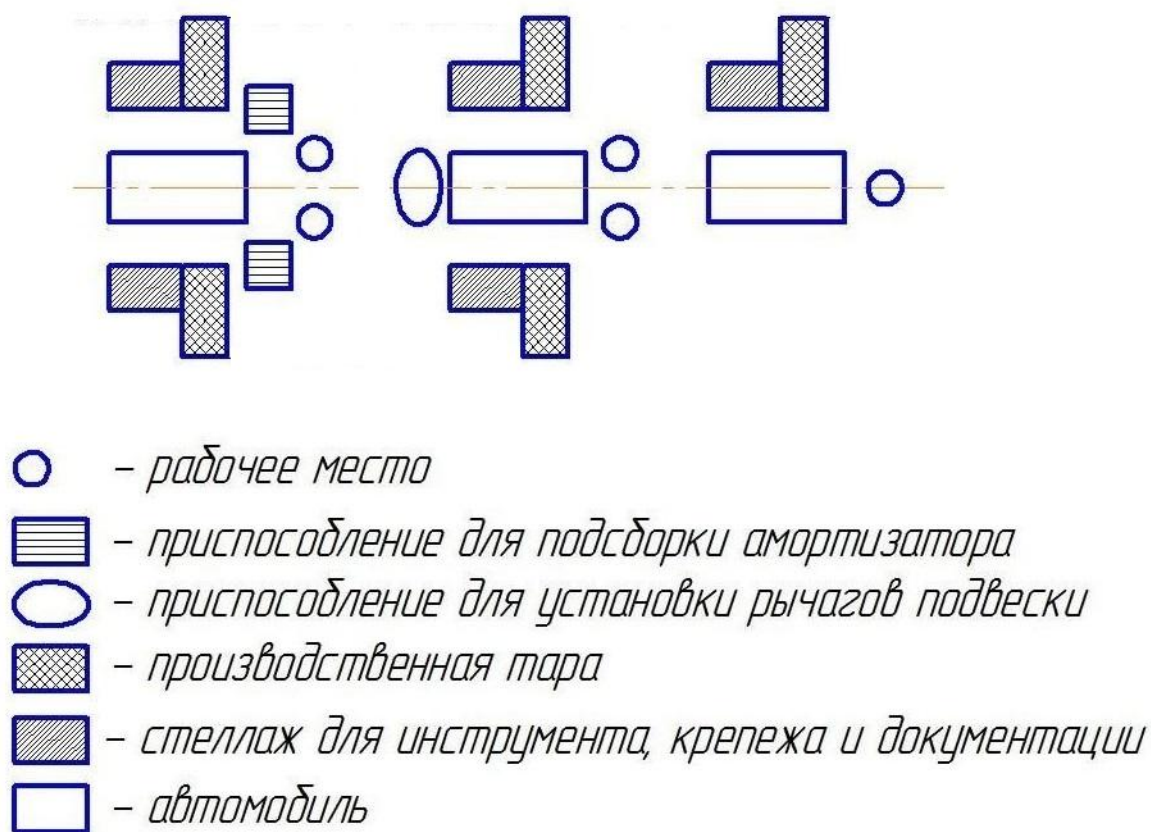 – рабочее место
– приспособление для подсборки амортизатора
– приспособление для установки рычагов подвески
– производственная тара
– стеллаж для инструмента, крепежа и документации
– автомобиль